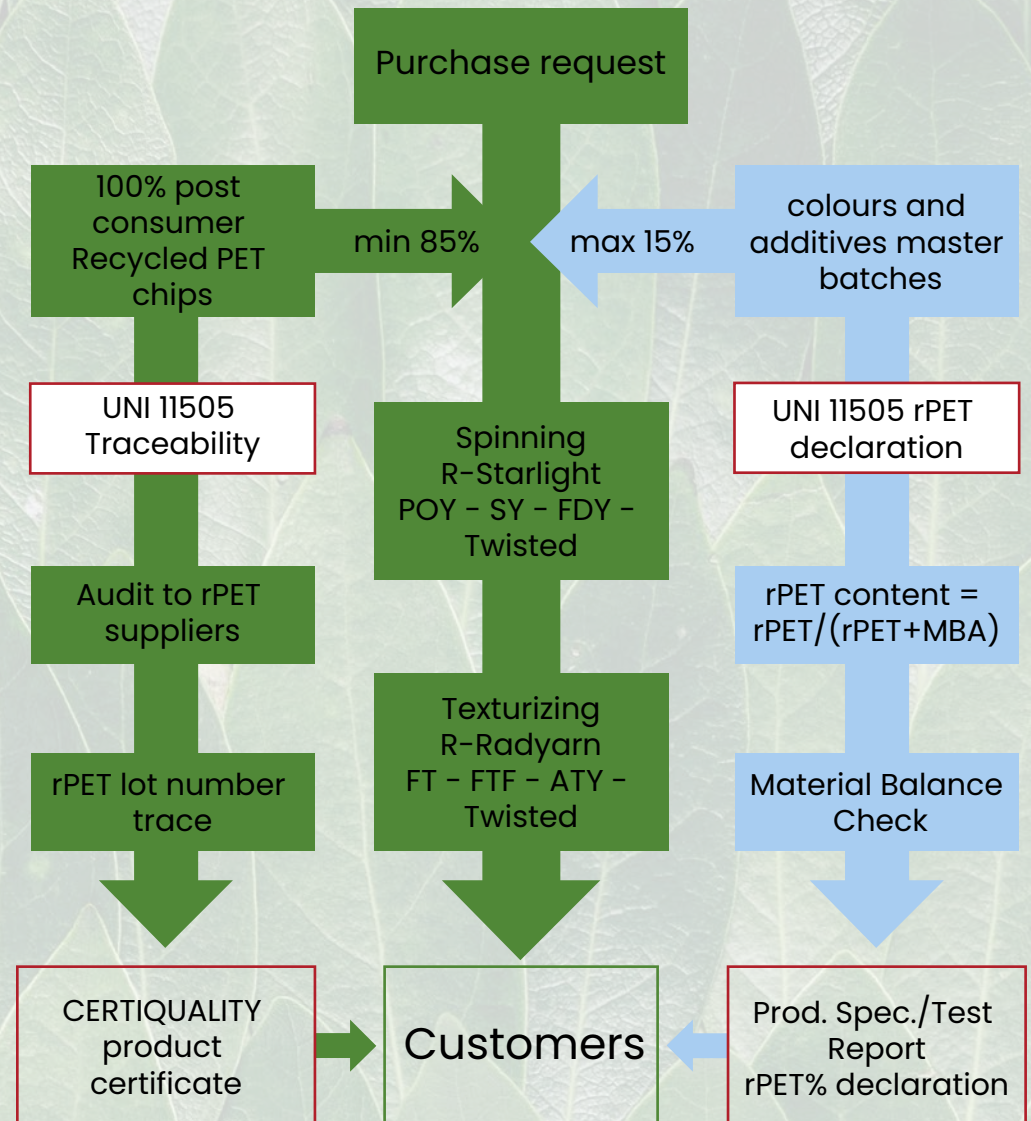 Purchase request
100% post
consumer
Recycled PET
chips
min 85%
max 15%
colours and
additives master
batches
UNI 11505
Traceability
UNI 11505 rPET
declaration
Spinning
R-Starlight
POY - SY - FDY -
Twisted
Audit to rPET
suppliers
rPET content =
rPET/(rPET+MBA)
Texturizing
R-Radyarn
FT - FTF - ATY -
Twisted
rPET lot number
trace
Material Balance
Check
CERTIQUALITY
product
certificate
Customers
Prod. Spec./Test
Report
rPET% declaration